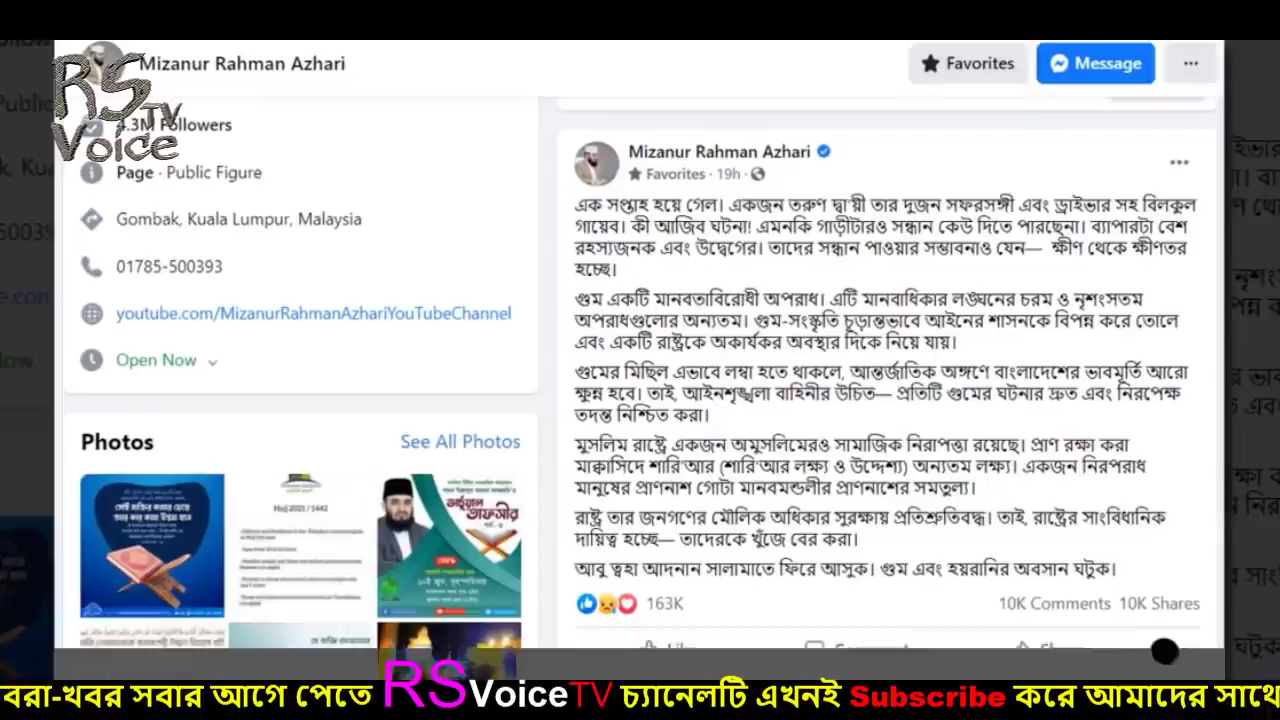 RS TV Voice
Mizanur Rahman Azhari
Favorites
Message
4.3M Followers
Page · Public Figure
Gombak, Kuala Lumpur, Malaysia
01785-500393
youtube.com/MizanurRahmanAzhariYouTubeChannel
Open Now
Photos
See All Photos
Hajj 2021 / 1442
Mizanur Rahman Azhari
Favorites · 19h ·
এক সপ্তাহ হয়ে গেল। একজন তরুণ দ্বা'য়ী তার দুজন সফরসঙ্গী এবং ড্রাইভার সহ বিলকুল
গায়েব। কী আজিব ঘটনা! এমনকি গাড়ীটারও সন্ধান কেউ দিতে পারছেনা। ব্যাপারটা বেশ
রহস্যজনক এবং উদ্বেগের। তাদের সন্ধান পাওয়ার সম্ভাবনাও যেন— ক্ষীণ থেকে ক্ষীণতর
হচ্ছে।
গুম একটি মানবতাবিরোধী অপরাধ। এটি মানবাধিকার লঙ্ঘনের চরম ও নৃশংসতম
অপরাধগুলোর অন্যতম। গুম-সংস্কৃতি চূড়ান্তভাবে আইনের শাসনকে বিপন্ন করে তোলে
এবং একটি রাষ্ট্রকে অকার্যকর অবস্থার দিকে নিয়ে যায়।
গুমের মিছিল এভাবে লম্বা হতে থাকলে, আন্তর্জাতিক অঙ্গণে বাংলাদেশের ভাবমূর্তি আরো
ক্ষুন্ন হবে। তাই, আইনশৃঙ্খলা বাহিনীর উচিত— প্রতিটি গুমের ঘটনার দ্রুত এবং নিরপেক্ষ
তদন্ত নিশ্চিত করা।
মুসলিম রাষ্ট্রে একজন অমুসলিমেরও সামাজিক নিরাপত্তা রয়েছে। প্রাণ রক্ষা করা
মাক্বাসিদে শারি'আর (শারি'আর লক্ষ্য ও উদ্দেশ্য) অন্যতম লক্ষ্য। একজন নিরপরাধ
মানুষের প্রাণনাশ গোটা মানবমন্ডলীর প্রাণনাশের সমতুল্য।
রাষ্ট্র তার জনগণের মৌলিক অধিকার সুরক্ষায় প্রতিশ্রুতিবদ্ধ। তাই রাষ্ট্রের সাংবিধানিক
দায়িত্ব হচ্ছে— তাদেরকে খুঁজে বের করা।
আবু ত্বহা আদনান সালামাতে ফিরে আসুক। গুম এবং হয়রানির অবসান ঘটুক।
163K
10K Comments 10K Shares
বরা-খবর সবার আগে পেতে RSVoiceTV চ্যানেলটি এখনই Subscribe করে আমাদের সাথে